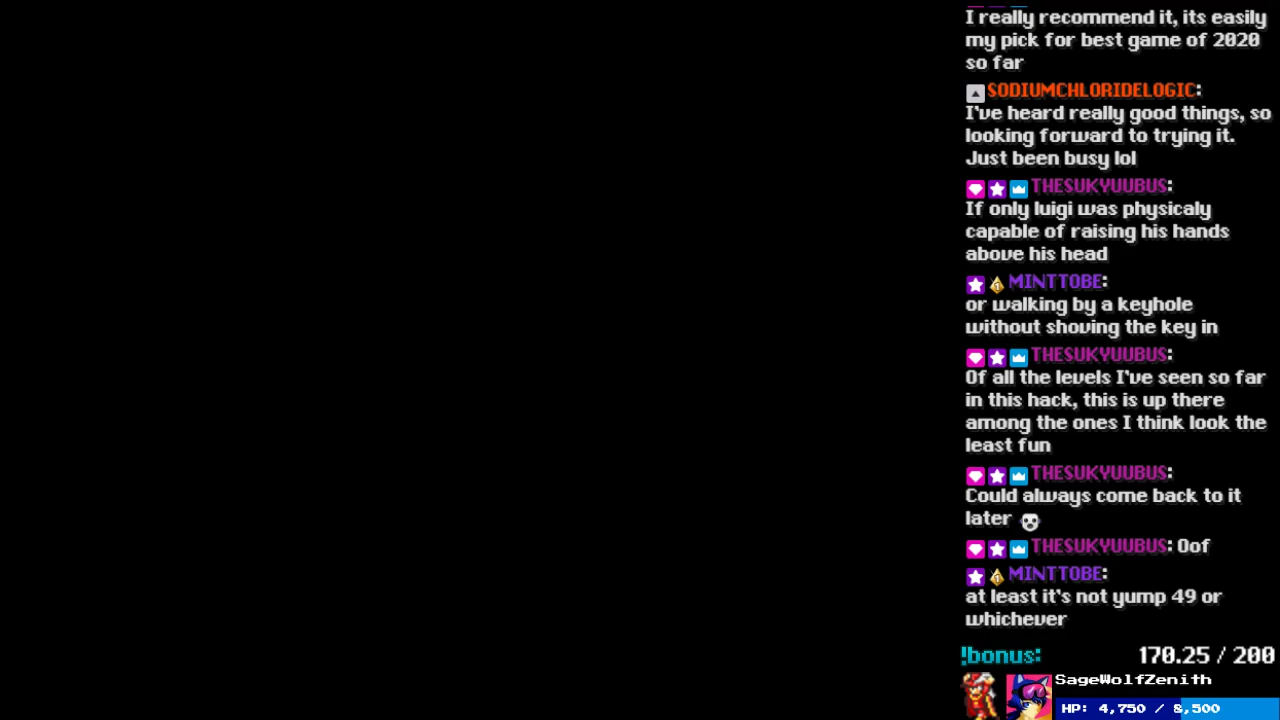 I really recommend it, its easily
my pick for best game of 2020
so far
SODIUMCHLORIDELOGIC:
I've heard really good things, so
looking forward to trying it.
Just been busy lol
THESUKYUUBUS:
If only luigi was physicaly
capable of raising his hands
above his head
MINTTOBE:
or walking by a keyhole
without shoving the key in
THESUKYUUBUS:
Of all the levels I've seen so far
in this hack, this is up there
among the ones I think look the
least fun
THESUKYUUBUS:
Could always come back to it
later
THESUKYUUBUS: Oof
MINTTOBE:
at least it's not yump 49 or
whichever
!bonus: 170.25 / 200
SageWolfZenith
HP: 4,750 / 8,500